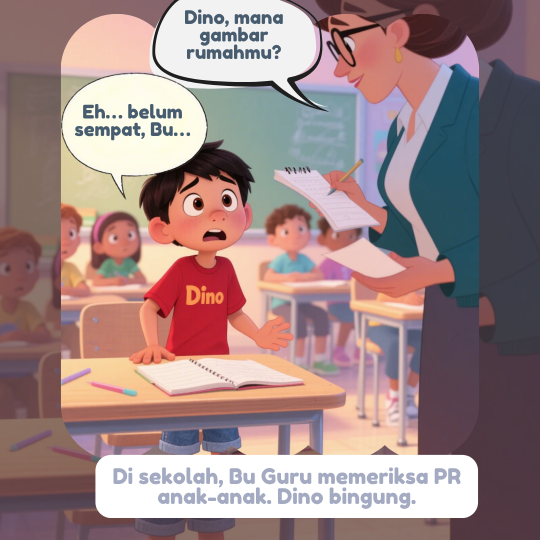 Dino, mana
gambar
rumahmu?
Eh... belum
sempat, Bu...
Dino
Di sekolah, Bu Guru memeriksa PR
anak-anak. Dino bingung.